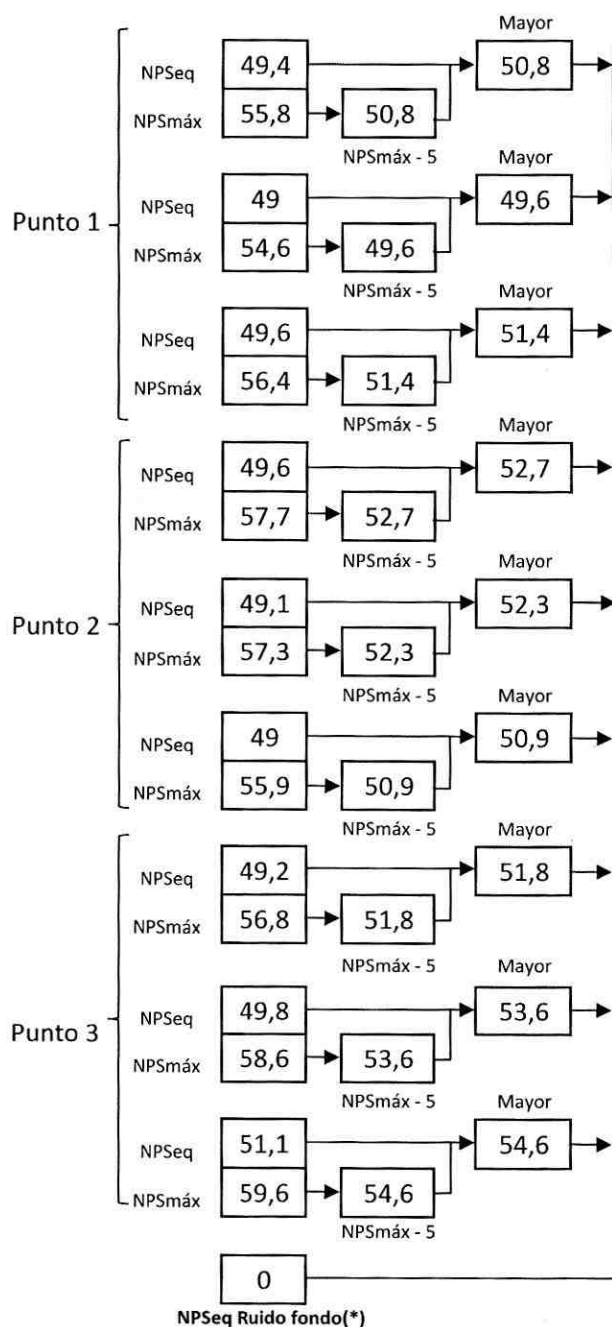 Mayor
NPSeq 49,4 50,8
NPSmáx 55,8 50,8
NPSmáx - 5
Mayor
NPSeq 49 49,6
Punto 1
NPSmáx 54,6 49,6
NPSmáx - 5
Mayor
NPSeq 49,6 51,4
NPSmáx 56,4 51,4
NPSmáx - 5
Mayor
NPSeq 49,6 52,7
NPSmáx 57,7 52,7
NPSmáx - 5
Mayor
NPSeq 49,1 52,3
Punto 2
NPSmáx 57,3 52,3
NPSmáx - 5
Mayor
NPSeq 49 50,9
NPSmáx 55,9 50,9
NPSmáx - 5
Mayor
NPSeq 49,2 51,8
NPSmáx 56,8 51,8
NPSmáx - 5
Mayor
NPSeq 49,8 53,6
Punto 3
NPSmáx 58,6 53,6
NPSmáx - 5
Mayor
NPSeq 51,1 54,6
NPSmáx 59,6 54,6
NPSmáx - 5
0
NPSeq Ruido fondo(*)